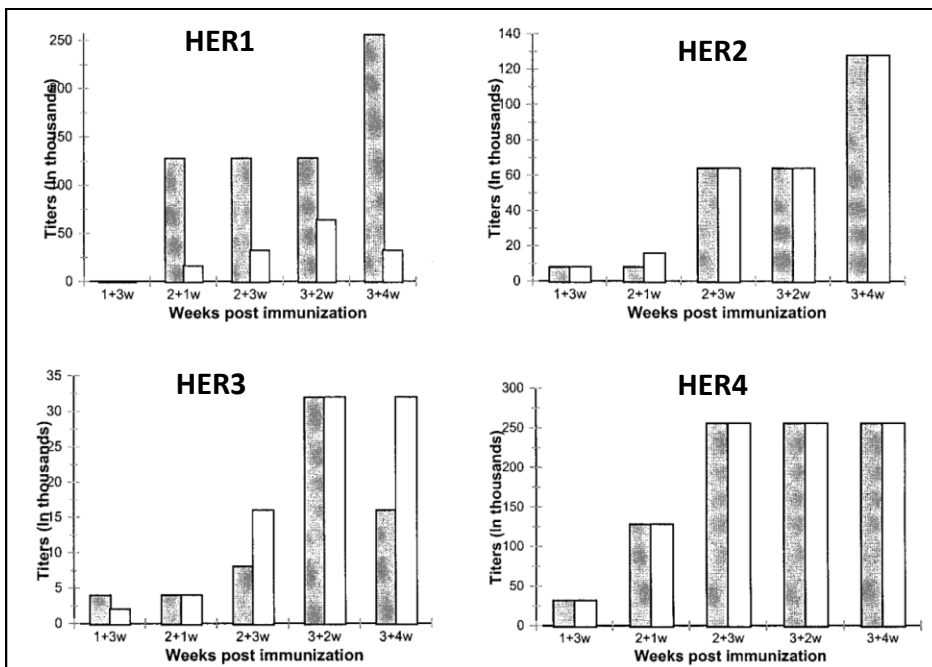 HER1
Titers (In thousands)
250
200
150
100
50
0
1+3w 2+1w 2+3w 3+2w 3+4w
Weeks post immunization
HER2
Titers (In thousands)
140
120
100
80
60
40
20
0
1+3w 2+1w 2+3w 3+2w 3+4w
Weeks post immunization
HER3
Titers (In thousands)
35
30
25
20
15
10
5
0
1+3w 2+1w 2+3w 3+2w 3+4w
Weeks post immunization
HER4
Titers (In thousands)
300
250
200
150
100
50
0
1+3w 2+1w 2+3w 3+2w 3+4w
Weeks post immunization